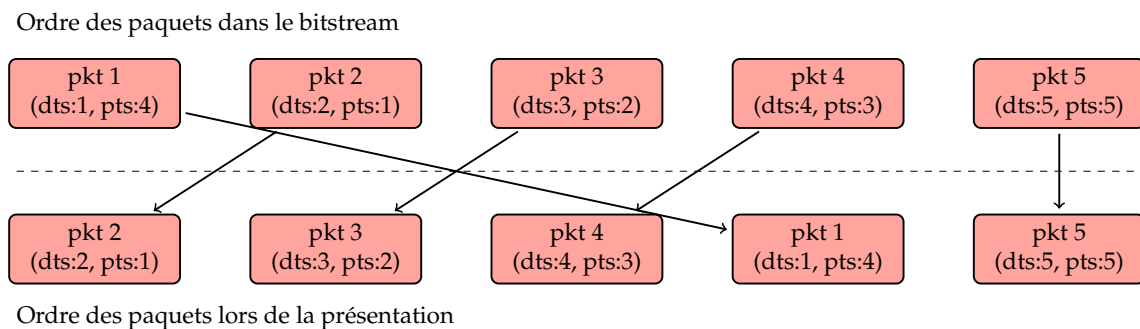 Ordre des paquets dans le bitstream
pkt 1
(dts:1, pts:4)
pkt 2
(dts:2, pts:1)
pkt 3
(dts:3, pts:2)
pkt 4
(dts:4, pts:3)
pkt 5
(dts:5, pts:5)
pkt 2
(dts:2, pts:1)
pkt 3
(dts:3, pts:2)
pkt 4
(dts:4, pts:3)
pkt 1
(dts:1, pts:4)
pkt 5
(dts:5, pts:5)
Ordre des paquets lors de la présentation